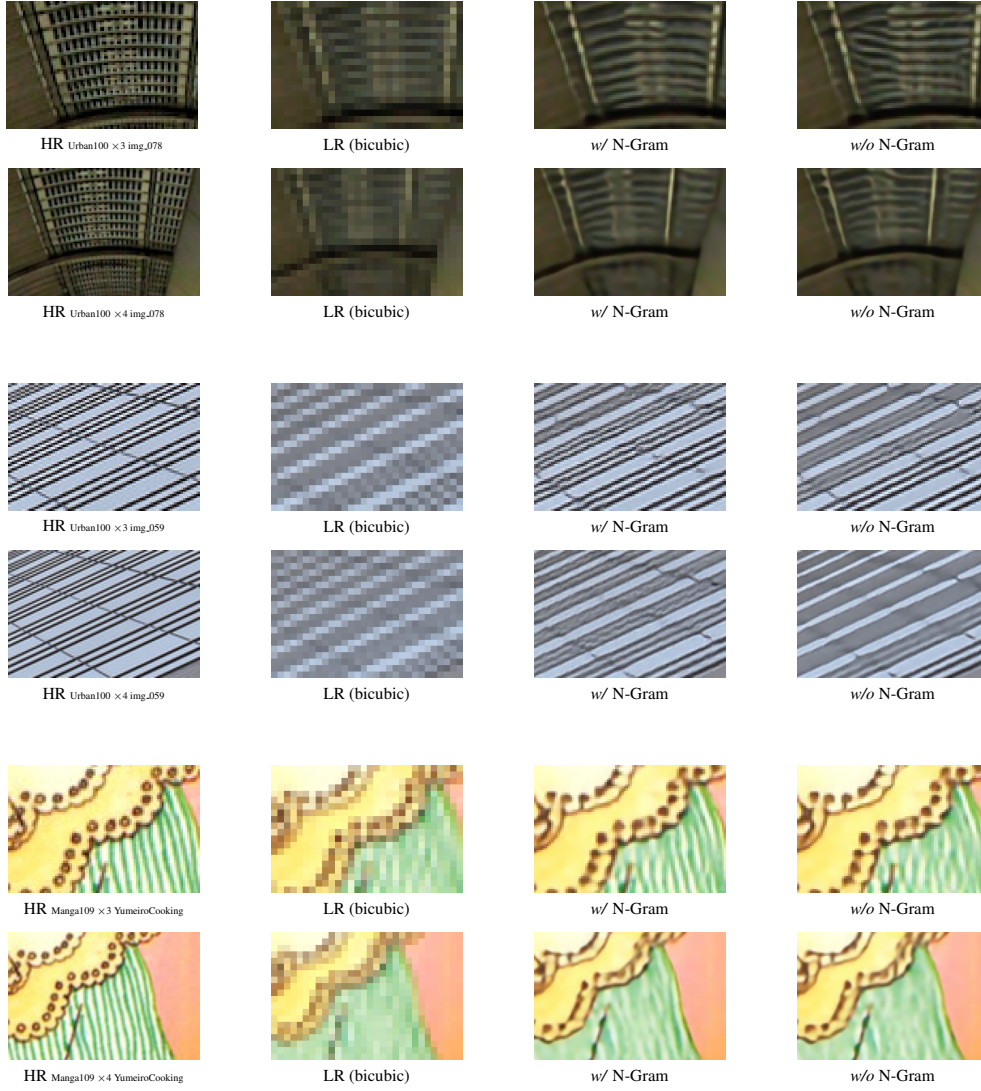 HR Urban100 ×3 img_078 LR (bicubic) w/ N-Gram w/o N-Gram
HR Urban100 ×4 img_078 LR (bicubic) w/ N-Gram w/o N-Gram
HR Urban100 ×3 img_059 LR (bicubic) w/ N-Gram w/o N-Gram
HR Urban100 ×4 img_059 LR (bicubic) w/ N-Gram w/o N-Gram
HR Manga109 ×3 YumeiroCooking LR (bicubic) w/ N-Gram w/o N-Gram
HR Manga109 ×4 YumeiroCooking LR (bicubic) w/ N-Gram w/o N-Gram